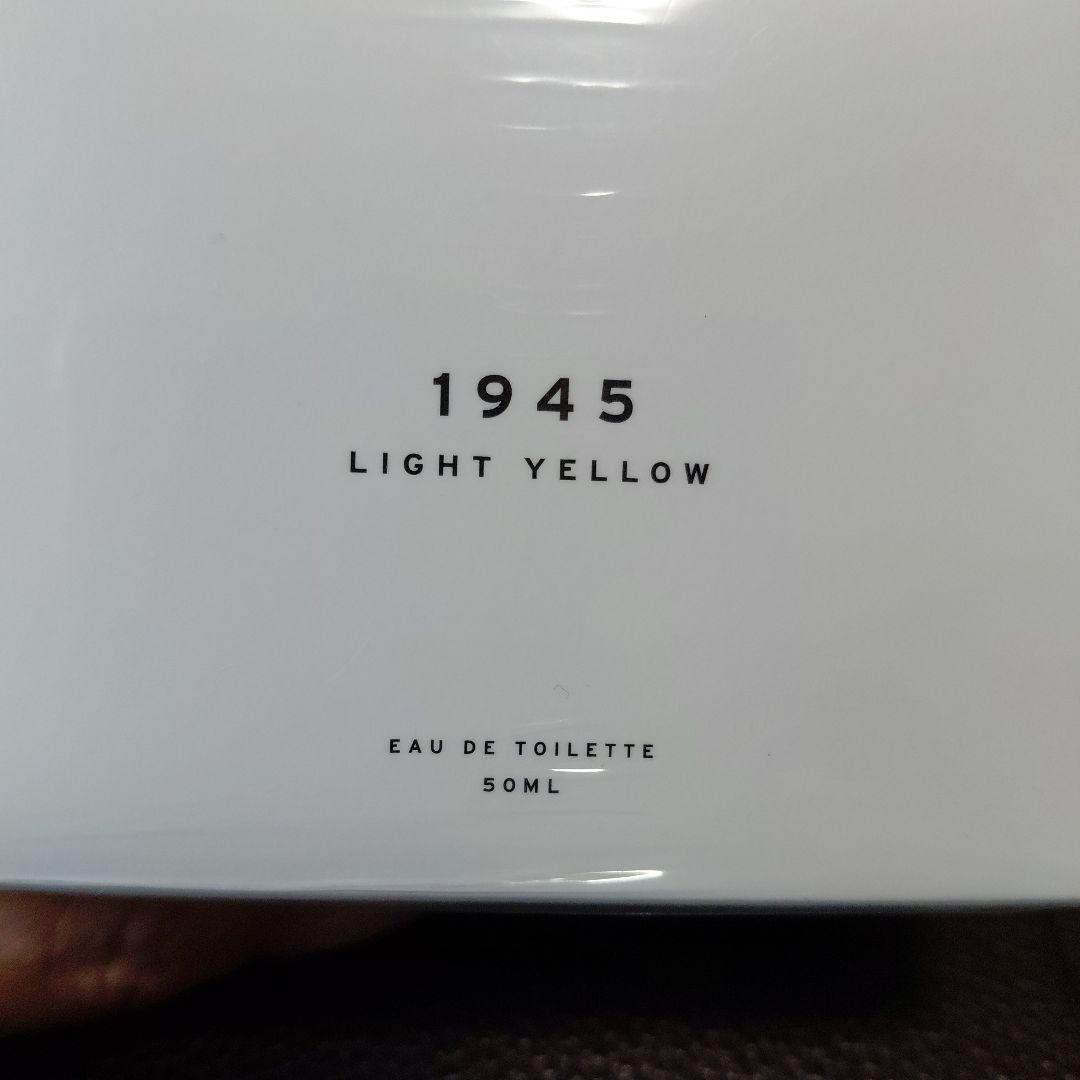 1945
LIGHT YELLOW
EAU DE TOILETTE
50ML